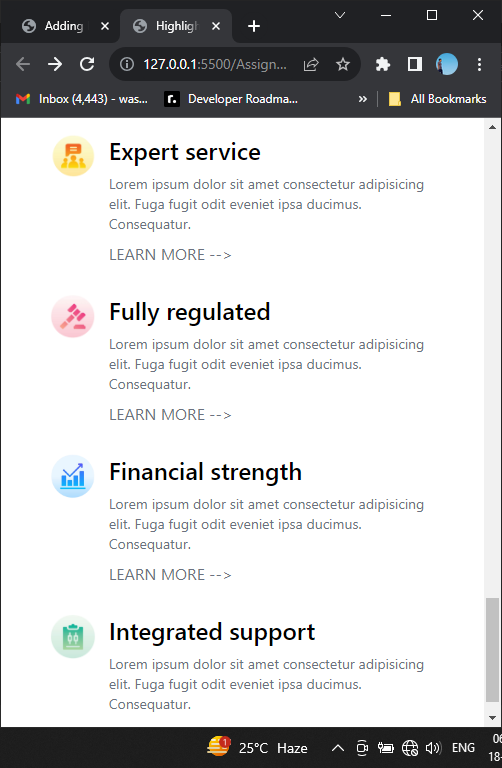 Adding
Highlig
127.0.0.1:5500/Assign...
Inbox (4,443) - was...
r.
Developer Roadma...
»
All Bookmarks
Expert service
Lorem ipsum dolor sit amet consectetur adipisicing
elit. Fuga fugit odit eveniet ipsa ducimus.
Consequatur.
LEARN MORE -->
Fully regulated
Lorem ipsum dolor sit amet consectetur adipisicing
elit. Fuga fugit odit eveniet ipsa ducimus.
Consequatur.
LEARN MORE -->
Financial strength
Lorem ipsum dolor sit amet consectetur adipisicing
elit. Fuga fugit odit eveniet ipsa ducimus.
Consequatur.
LEARN MORE -->
Integrated support
Lorem ipsum dolor sit amet consectetur adipisicing
elit. Fuga fugit odit eveniet ipsa ducimus.
Consequatur.
1
25°C Haze
ENG
06
18-